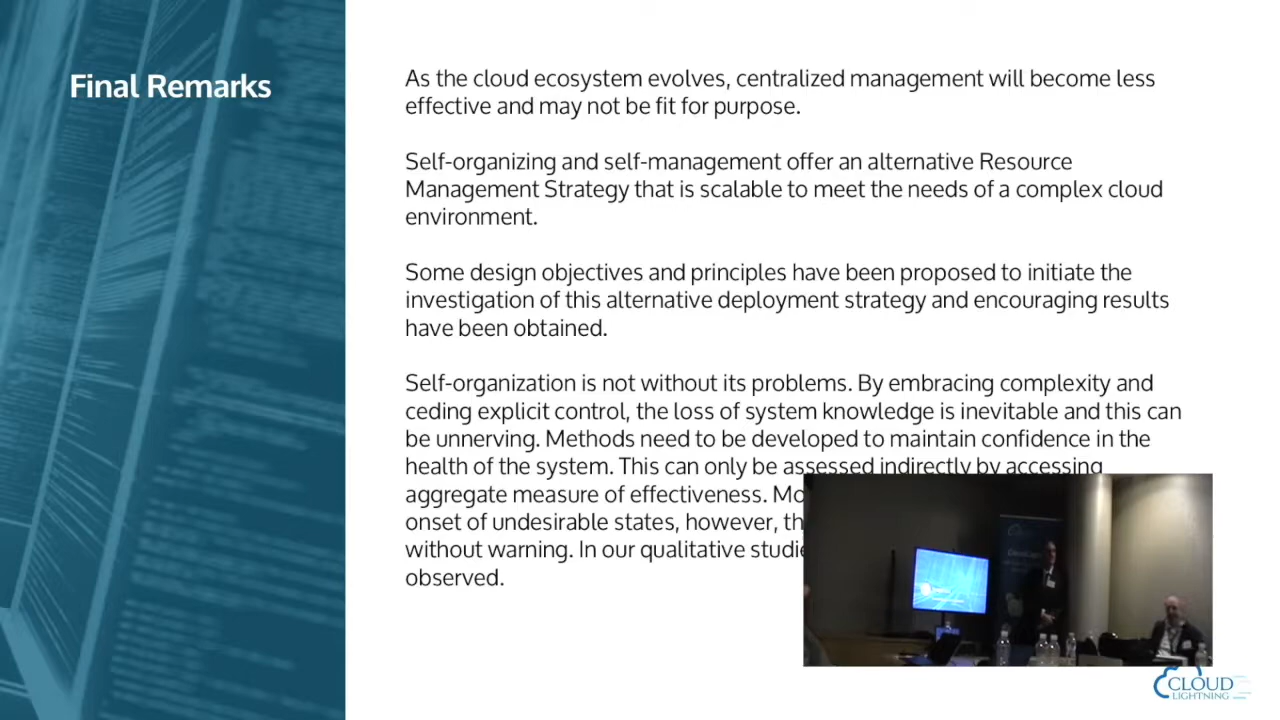 Final Remarks
As the cloud ecosystem evolves, centralized management will become less
effective and may not be fit for purpose.
Self-organizing and self-management offer an alternative Resource
Management Strategy that is scalable to meet the needs of a complex cloud
environment.
Some design objectives and principles have been proposed to initiate the
investigation of this alternative deployment strategy and encouraging results
have been obtained.
Self-organization is not without its problems. By embracing complexity and
ceding explicit control, the loss of system knowledge is inevitable and this can
be unnerving. Methods need to be developed to maintain confidence in the
health of the system. This can only be assessed indirectly by accessing
aggregate measure of effectiveness.
onset of undesirable states, however,
without warning. In our qualitative
observed.
CLOUD
LIGHTNING